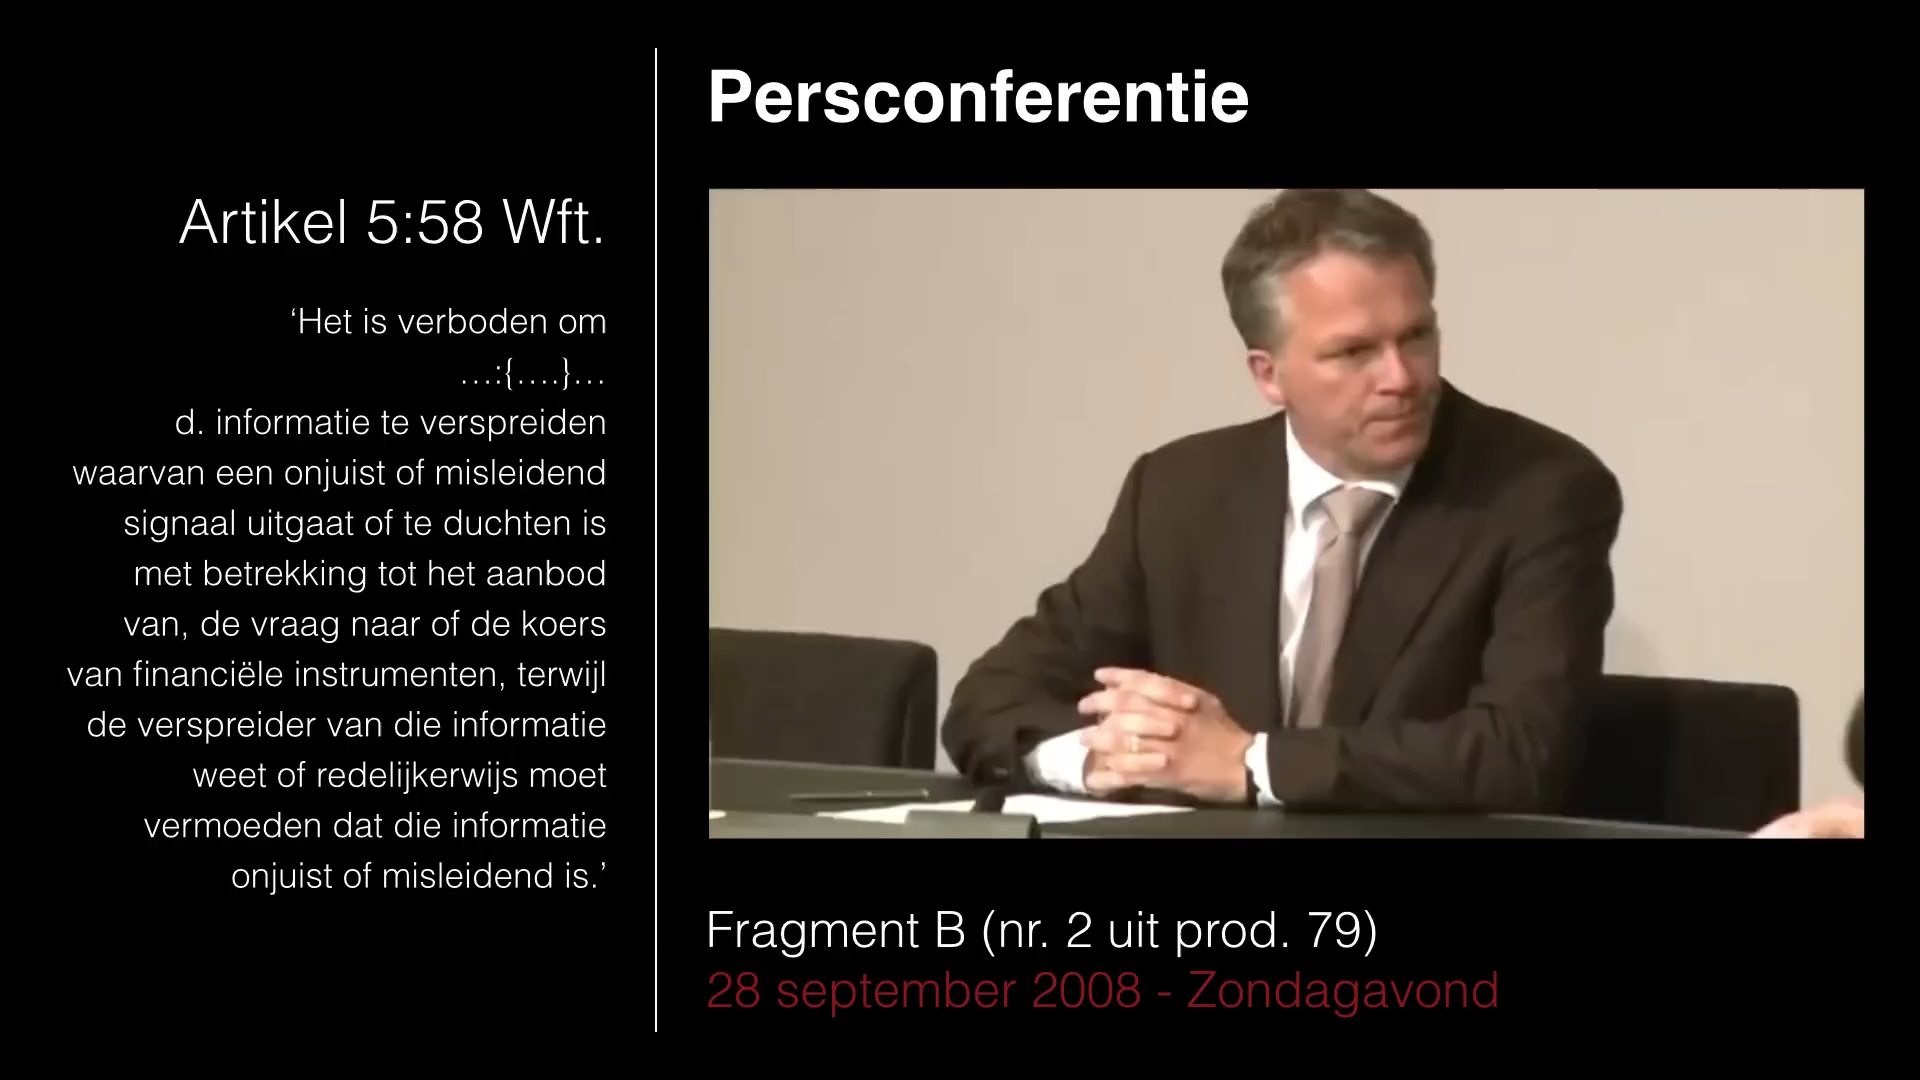 Persconferentie
Artikel 5:58 Wft.
‘Het is verboden om
…:{….}…
d. informatie te verspreiden
waarvan een onjuist of misleidend
signaal uitgaat of te duchten is
met betrekking tot het aanbod
van, de vraag naar of de koers
van financiële instrumenten, terwijl
de verspreider van die informatie
weet of redelijkerwijs moet
vermoeden dat die informatie
onjuist of misleidend is.’
Fragment B (nr. 2 uit prod. 79)
28 september 2008 - Zondagavond